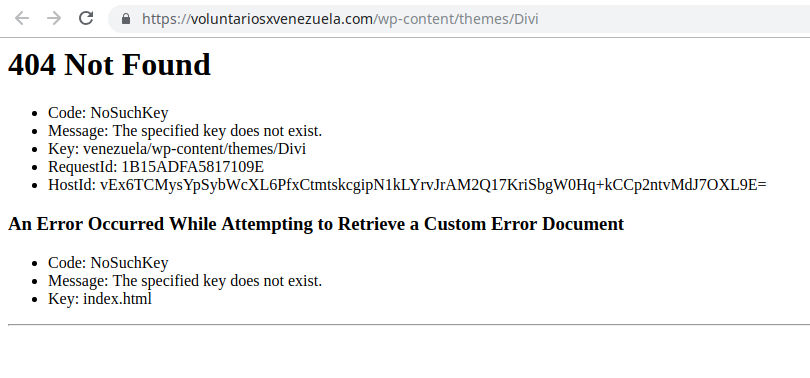 https://voluntariosxvenezuela.com/wp-content/themes/Divi
404 Not Found
Code: NoSuchKey
Message: The specified key does not exist.
Key: venezuela/wp-content/themes/Divi
RequestId: 1B15ADFA5817109E
HostId: vEx6TCMysYpSybWcXL6PfxCtmtskcgipN1kLYrvJrAM2Q17KriSbgW0Hq+kCCp2ntvMdJ7OXL9E=
An Error Occurred While Attempting to Retrieve a Custom Error Document
Code: NoSuchKey
Message: The specified key does not exist.
Key: index.html